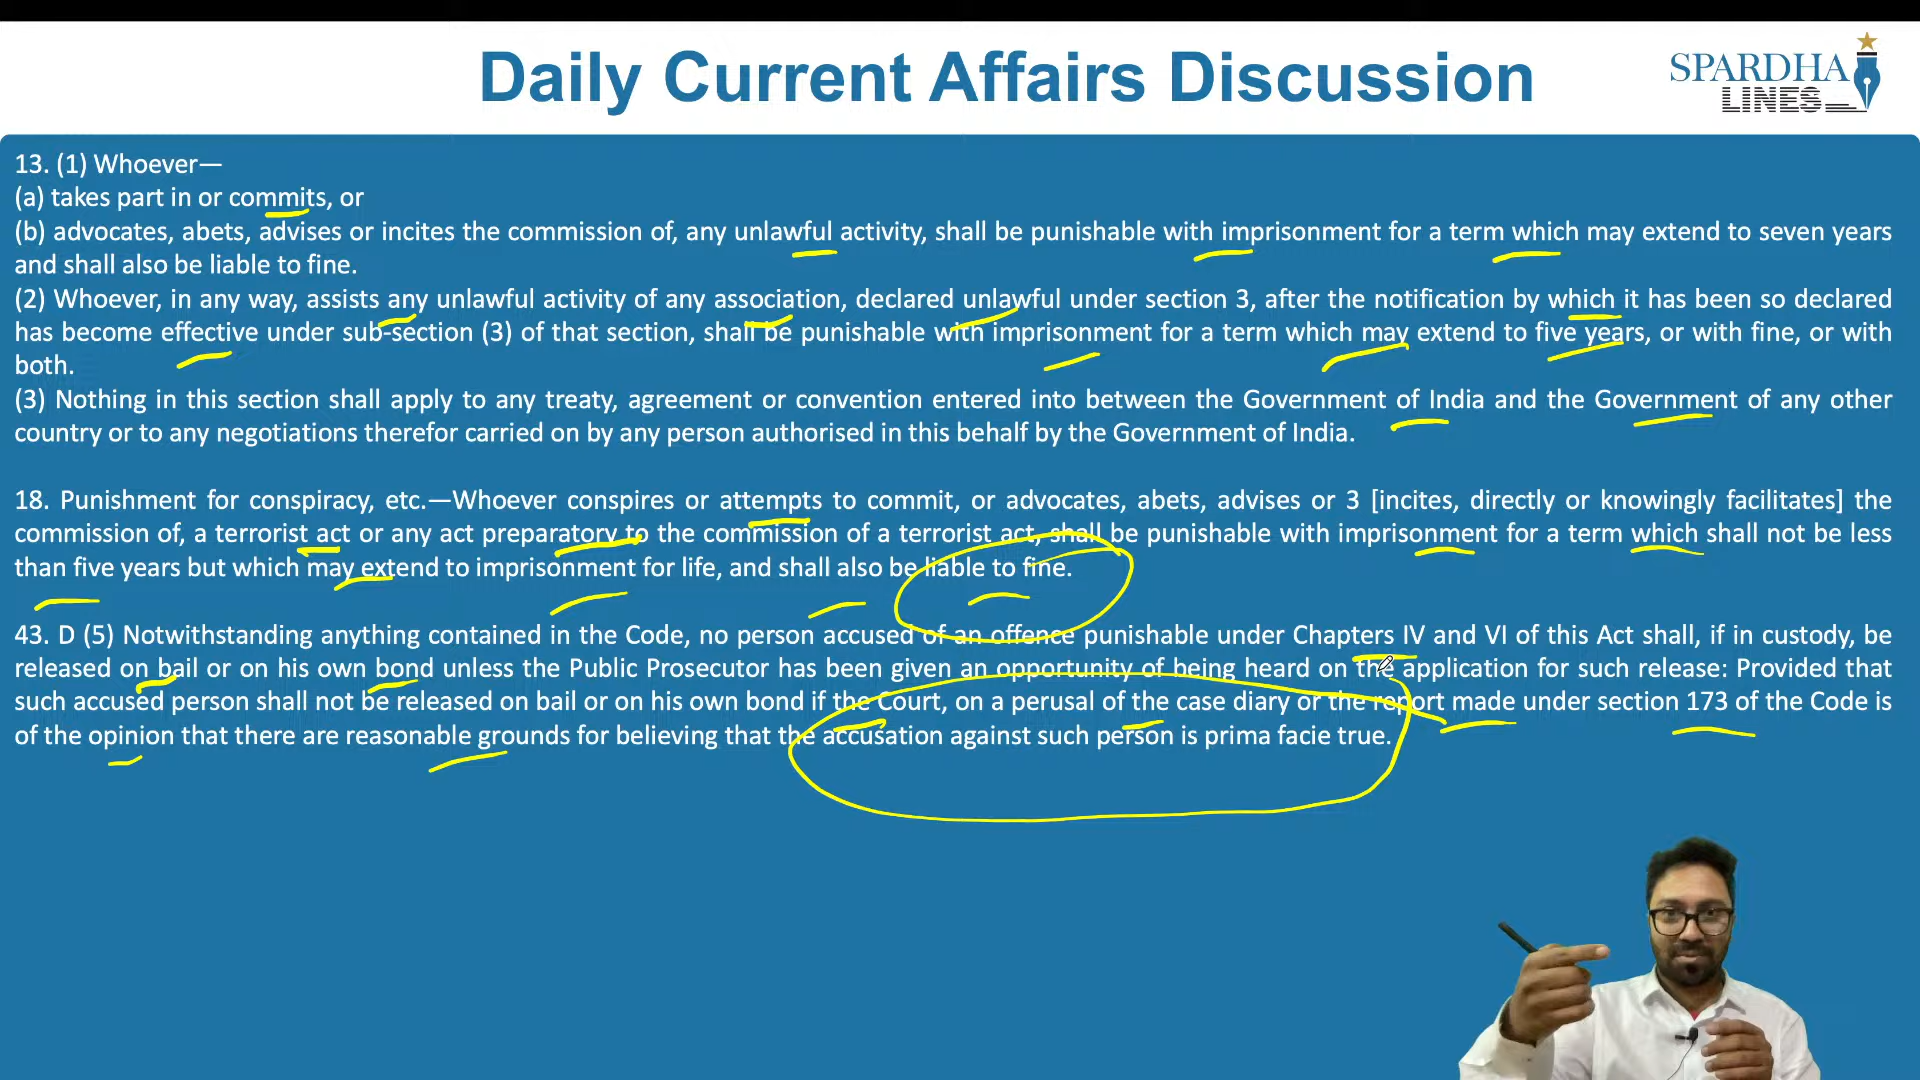 Daily Current Affairs Discussion
SPARDHA
LINES
13. (1) Whoever—
(a) takes part in or commits, or
(b) advocates, abets, advises or incites the commission of, any unlawful activity, shall be punishable with imprisonment for a term which may extend to seven years
and shall also be liable to fine.
(2) Whoever, in any way, assists any unlawful activity of any association, declared unlawful under section 3, after the notification by which it has been so declared
has become effective under sub-section (3) of that section, shall be punishable with imprisonment for a term which may extend to five years, or with fine, or with
both.
(3) Nothing in this section shall apply to any treaty, agreement or convention entered into between the Government of India and the Government of any other
country or to any negotiations therefor carried on by any person authorised in this behalf by the Government of India.
18. Punishment for conspiracy, etc.—Whoever conspires or attempts to commit, or advocates, abets, advises or 3 [incites, directly or knowingly facilitates] the
commission of, a terrorist act or any act preparatory to the commission of a terrorist act, shall be punishable with imprisonment for a term which shall not be less
than five years but which may extend to imprisonment for life, and shall also be liable to fine.
43. D (5) Notwithstanding anything contained in the Code, no person accused of an offence punishable under Chapters IV and VI of this Act shall, if in custody, be
released on bail or on his own bond unless the Public Prosecutor has been given an opportunity of being heard on the application for such release: Provided that
such accused person shall not be released on bail or on his own bond if the Court, on a perusal of the case diary or the report made under section 173 of the Code is
of the opinion that there are reasonable grounds for believing that the accusation against such person is prima facie true.